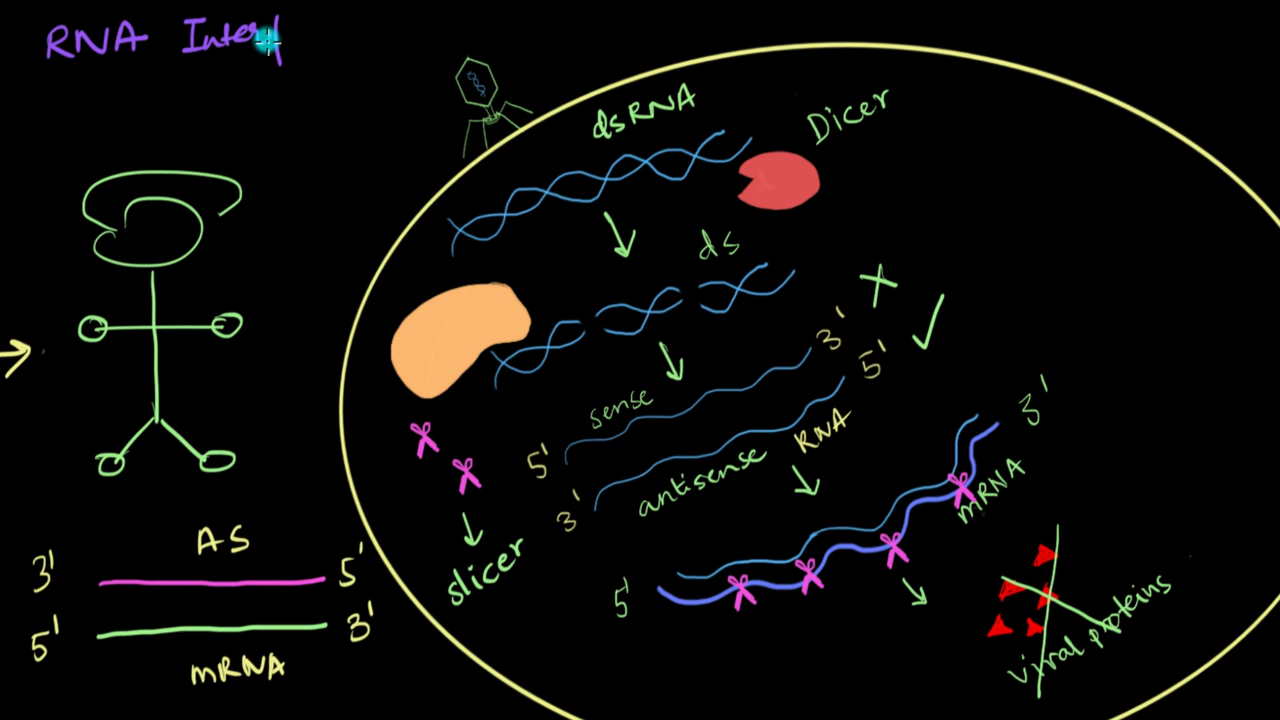 RNA Interf
dsRNA
Dicer
ds
3'
5'
sense
5'
antisense RNA
3'
3'
mRNA
slicer
5'
viral proteins
AS
3' 5'
5' 3'
mRNA